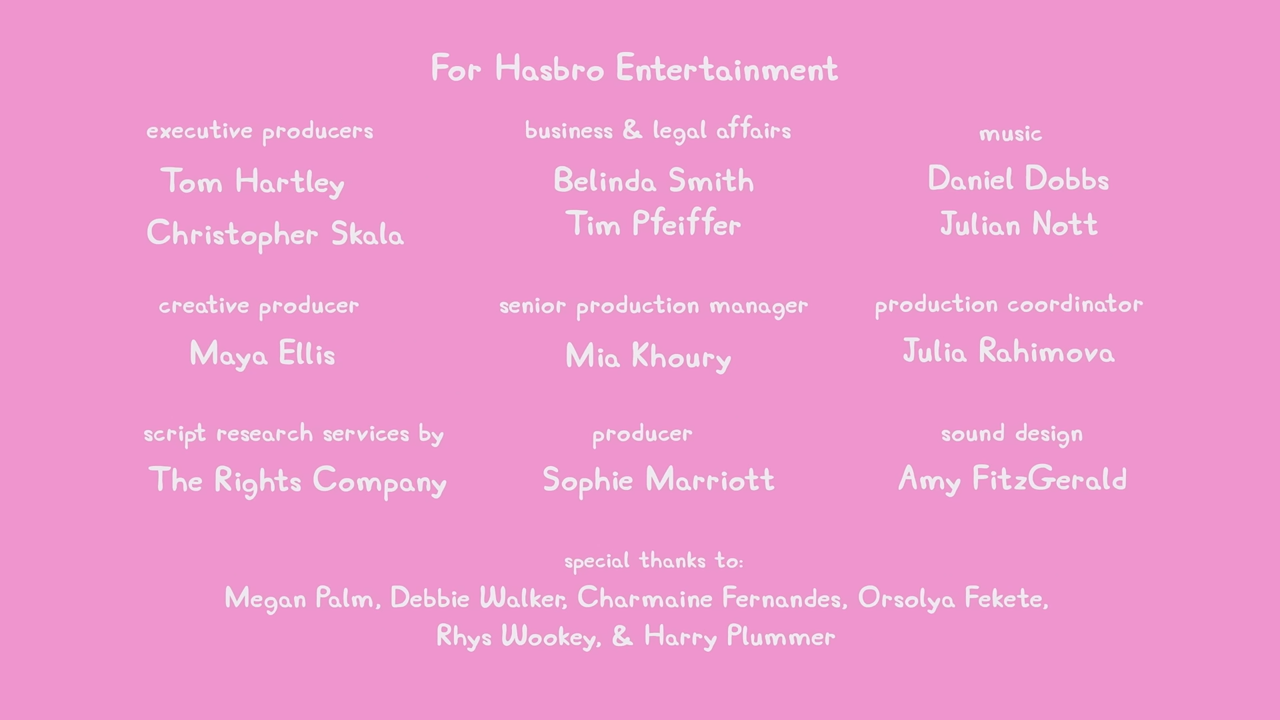 For Hasbro Entertainment
executive producers
Tom Hartley
Christopher Skala
business & legal affairs
Belinda Smith
Tim Pfeiffer
music
Daniel Dobbs
Julian Nott
creative producer
Maya Ellis
senior production manager
Mia Khoury
production coordinator
Julia Rahimova
script research services by
The Rights Company
producer
Sophie Marriott
sound design
Amy FitzGerald
special thanks to:
Megan Palm, Debbie Walker, Charmaine Fernandes, Orsolya Fekete,
Rhys Wookey, & Harry Plummer